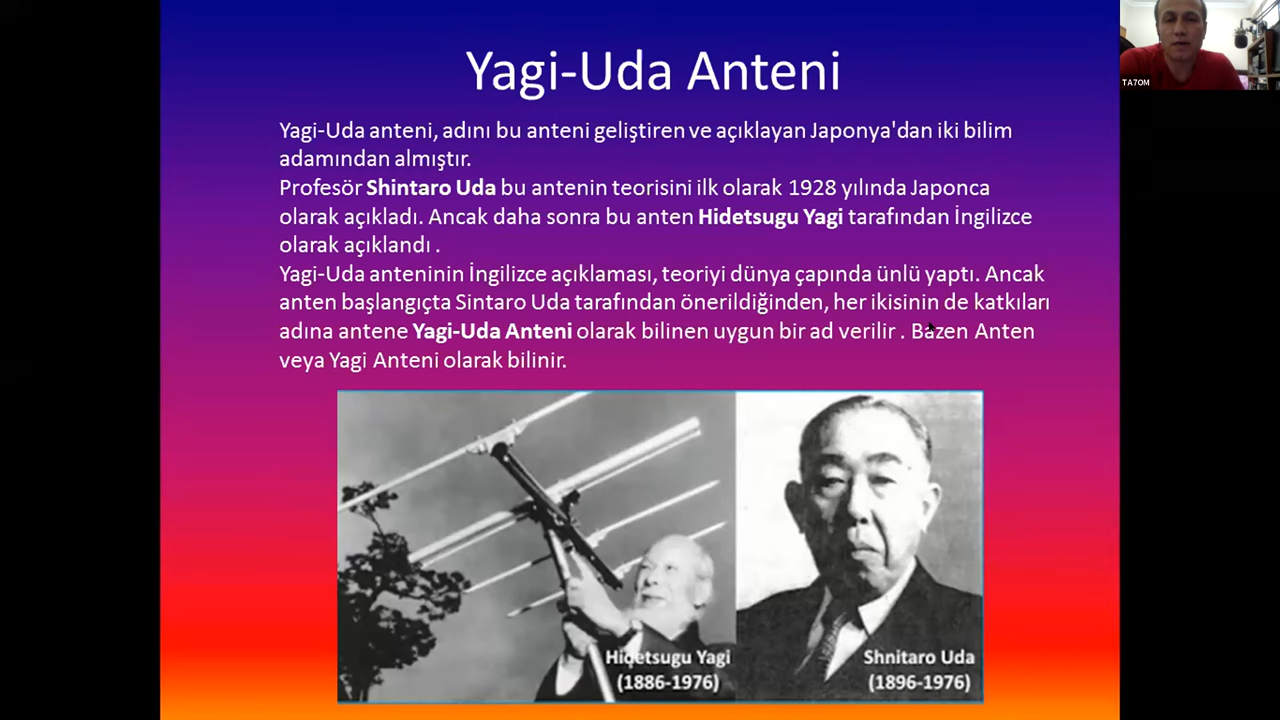 Yagi-Uda Anteni
TA7OM
Yagi-Uda anteni, adını bu anteni geliştiren ve açıklayan Japonya'dan iki bilim
adamından almıştır.
Profesör Shintaro Uda bu antenin teorisini ilk olarak 1928 yılında Japonca
olarak açıkladı. Ancak daha sonra bu anten Hidetsugu Yagi tarafından İngilizce
olarak açıklandı .
Yagi-Uda anteninin İngilizce açıklaması, teoriyi dünya çapında ünlü yaptı. Ancak
anten başlangıçta Sintaro Uda tarafından önerildiğinden, her ikisinin de katkıları
adına antene Yagi-Uda Anteni olarak bilinen uygun bir ad verilir . Bazen Anten
veya Yagi Anteni olarak bilinir.
Hidetsugu Yagi
(1886-1976)
Shnitaro Uda
(1896-1976)